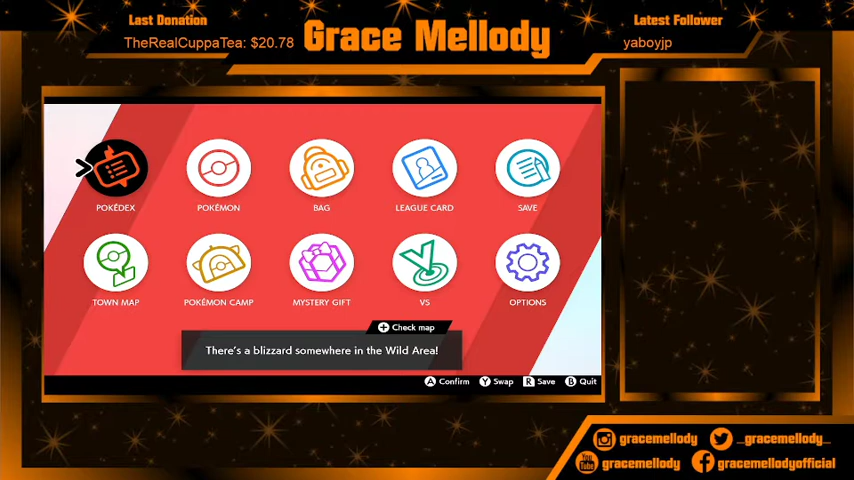 Last Donation
TheRealCuppaTea: $20.78
Grace Mellody
Latest Follower
yaboyjp
POKÉDEX
POKÉMON
BAG
LEAGUE CARD
SAVE
TOWN MAP
POKÉMON CAMP
MYSTERY GIFT
VS
OPTIONS
+ Check map
There's a blizzard somewhere in the Wild Area!
A Confirm Y Swap R Save B Quit
gracemellody _gracemellody_
gracemellody gracemellodyofficial